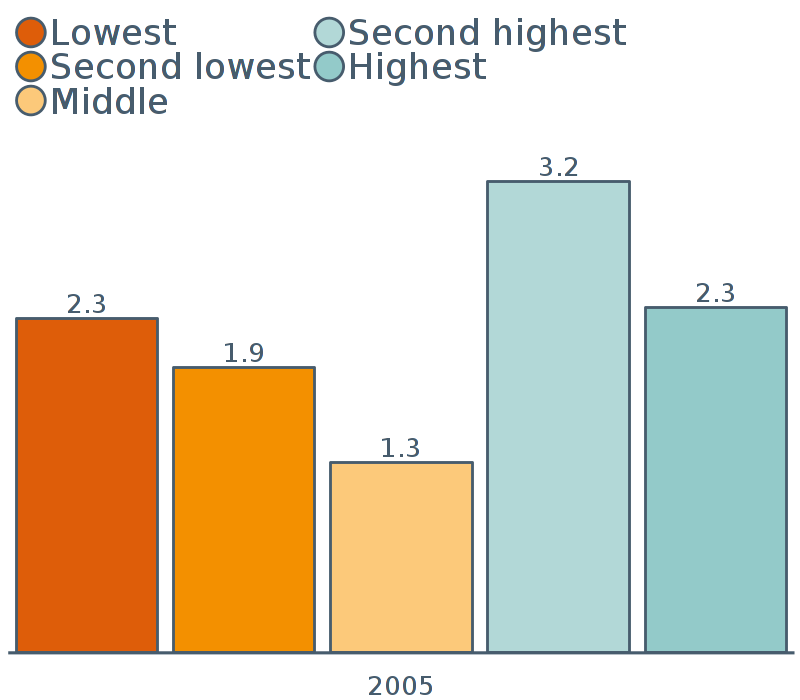 Lowest
Second lowest
Middle
Second highest
Highest
2.3
1.9
1.3
3.2
2.3
2005